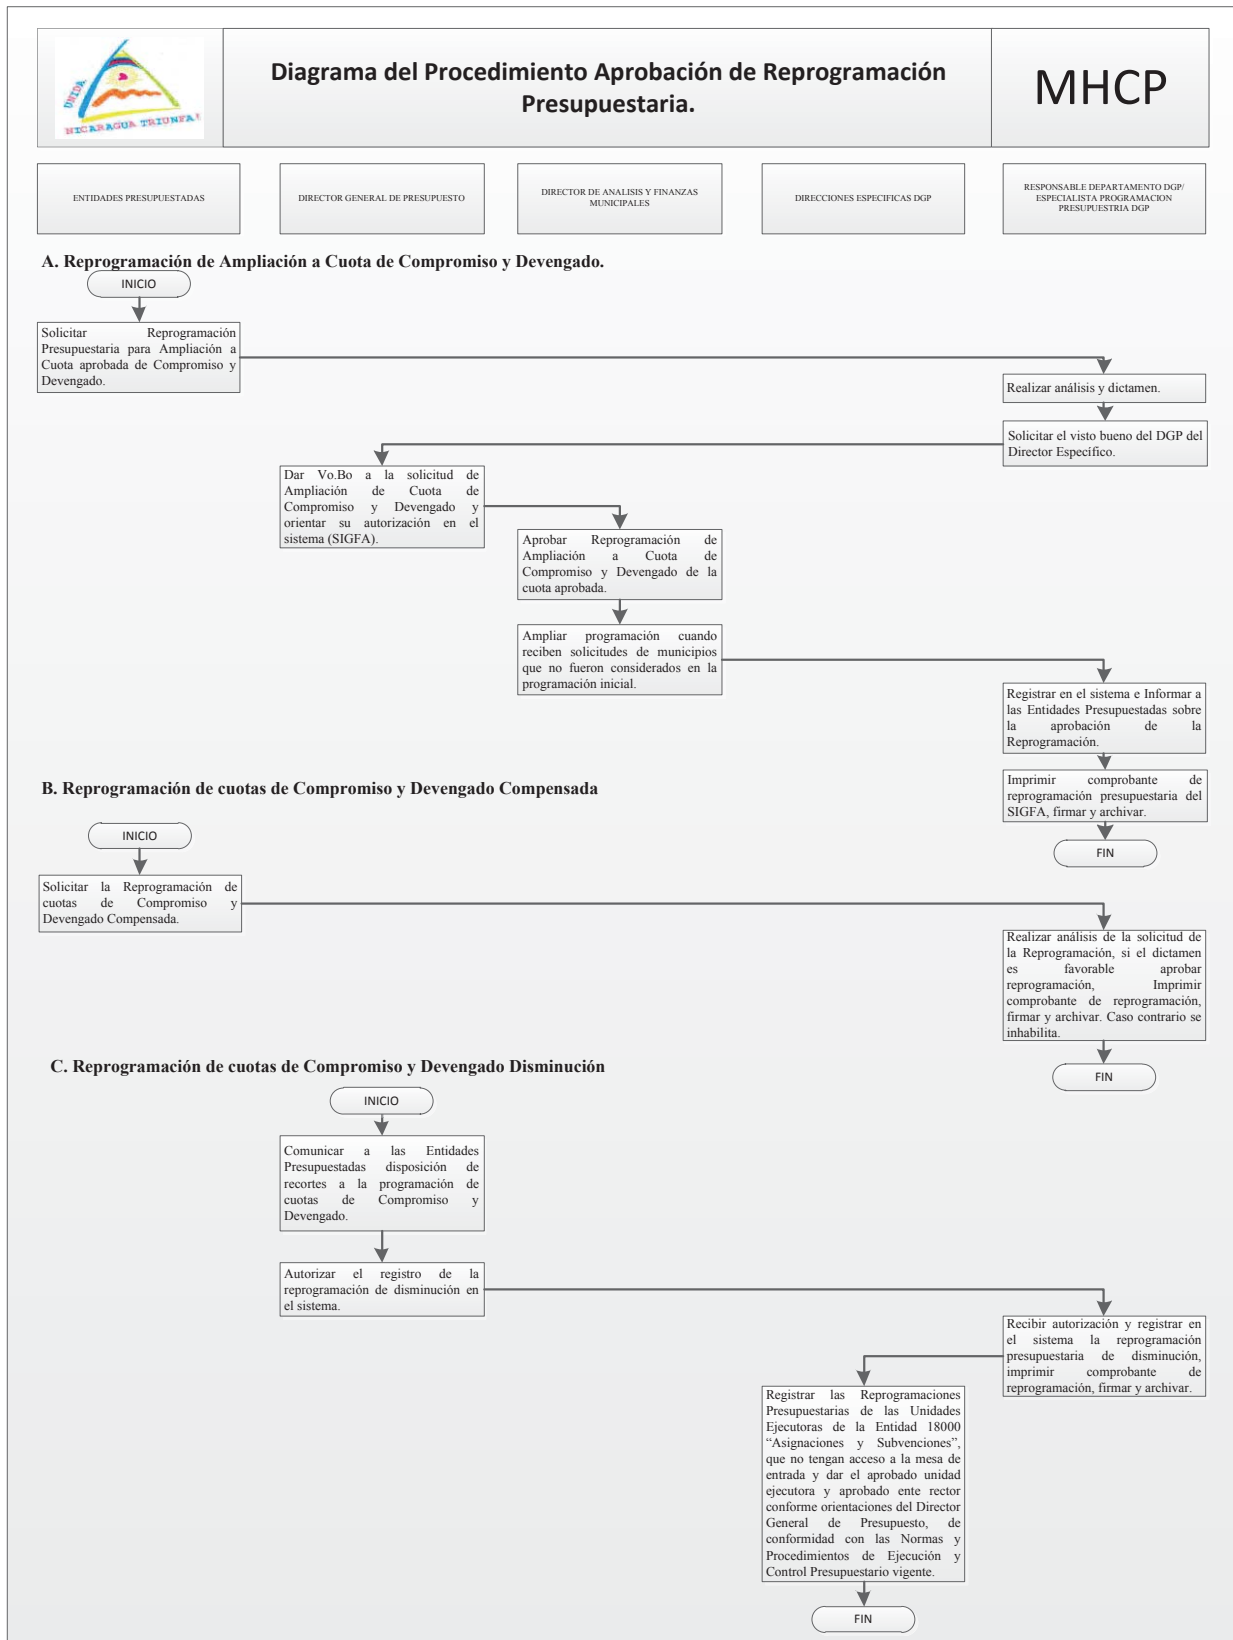 UNIDA
NICARAGUA TRIUNFA!
Diagrama del Procedimiento Aprobación de Reprogramación
Presupuestaria.
MHCP
ENTIDADES PRESUPUESTADAS
DIRECTOR GENERAL DE PRESUPUESTO
DIRECTOR DE ANALISIS Y FINANZAS
MUNICIPALES
DIRECCIONES ESPECIFICAS DGP
RESPONSABLE DEPARTAMENTO DGP/
ESPECIALISTA PROGRAMACION
PRESUPUESTRIA DGP
A. Reprogramación de Ampliación a Cuota de Compromiso y Devengado.
INICIO
Solicitar Reprogramación
Presupuestaria para Ampliación a
Cuota aprobada de Compromiso y
Devengado.
Realizar análisis y dictamen.
Solicitar el visto bueno del DGP del
Director Específico.
Dar Vo.Bo a la solicitud de
Ampliación de Cuota de
Compromiso y Devengado y
orientar su autorización en el
sistema (SIGFA).
Aprobar Reprogramación de
Ampliación a Cuota de
Compromiso y Devengado de la
cuota aprobada.
Ampliar programación cuando
reciben solicitudes de municipios
que no fueron considerados en la
programación inicial.
Registrar en el sistema e Informar a
las Entidades Presupuestadas sobre
la aprobación de la
Reprogramación.
Imprimir comprobante de
reprogramación presupuestaria del
SIGFA, firmar y archivar.
FIN
B. Reprogramación de cuotas de Compromiso y Devengado Compensada
INICIO
Solicitar la Reprogramación de
cuotas de Compromiso y
Devengado Compensada.
Realizar análisis de la solicitud de
la Reprogramación, si el dictamen
es favorable aprobar
reprogramación, Imprimir
comprobante de reprogramación,
firmar y archivar. Caso contrario se
inhabilita.
FIN
C. Reprogramación de cuotas de Compromiso y Devengado Disminución
INICIO
Comunicar a las Entidades
Presupuestadas disposición de
recortes a la programación de
cuotas de Compromiso y
Devengado.
Autorizar el registro de la
reprogramación de disminución en
el sistema.
Recibir autorización y registrar en
el sistema la reprogramación
presupuestaria de disminución,
imprimir comprobante de
reprogramación, firmar y archivar.
Registrar las Reprogramaciones
Presupuestarias de las Unidades
Ejecutoras de la Entidad 18000
“Asignaciones y Subvenciones”,
que no tengan acceso a la mesa de
entrada y dar el aprobado unidad
ejecutora y aprobado ente rector
conforme orientaciones del Director
General de Presupuesto, de
conformidad con las Normas y
Procedimientos de Ejecución y
Control Presupuestario vigente.
FIN